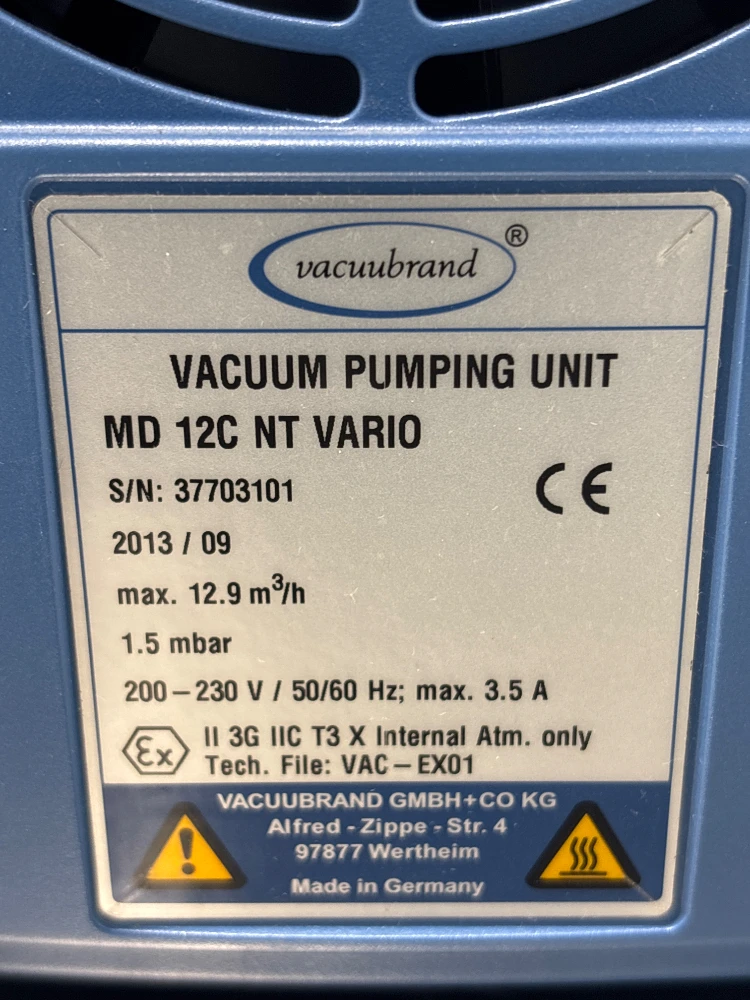 vacuubrand®
VACUUM PUMPING UNIT
MD 12C NT VARIO
S/N: 37703101
CE
2013 / 09
max. 12.9 m³/h
1.5 mbar
200–230 V / 50/60 Hz; max. 3.5 A
Ex II 3G IIC T3 X Internal Atm. only
Tech. File: VAC–EX01
VACUUBRAND GMBH+CO KG
Alfred - Zippe - Str. 4
97877 Wertheim
Made in Germany